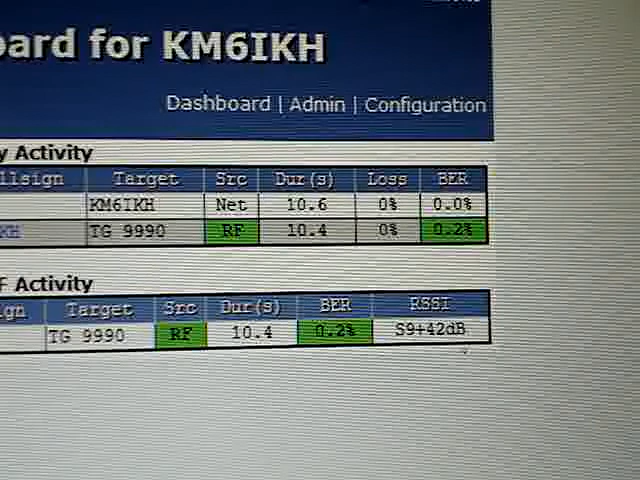 ard for KM6IKH
Dashboard | Admin | Configuration
y Activity
llsign Target Src Dur(s) Loss BER
KM6IKH Net 10.6 0% 0.0%
KH TG 9990 RF 10.4 0% 0.2%
F Activity
ign Target Src Dur(s) BER RSSI
TG 9990 RF 10.4 0.2% S9+42dB